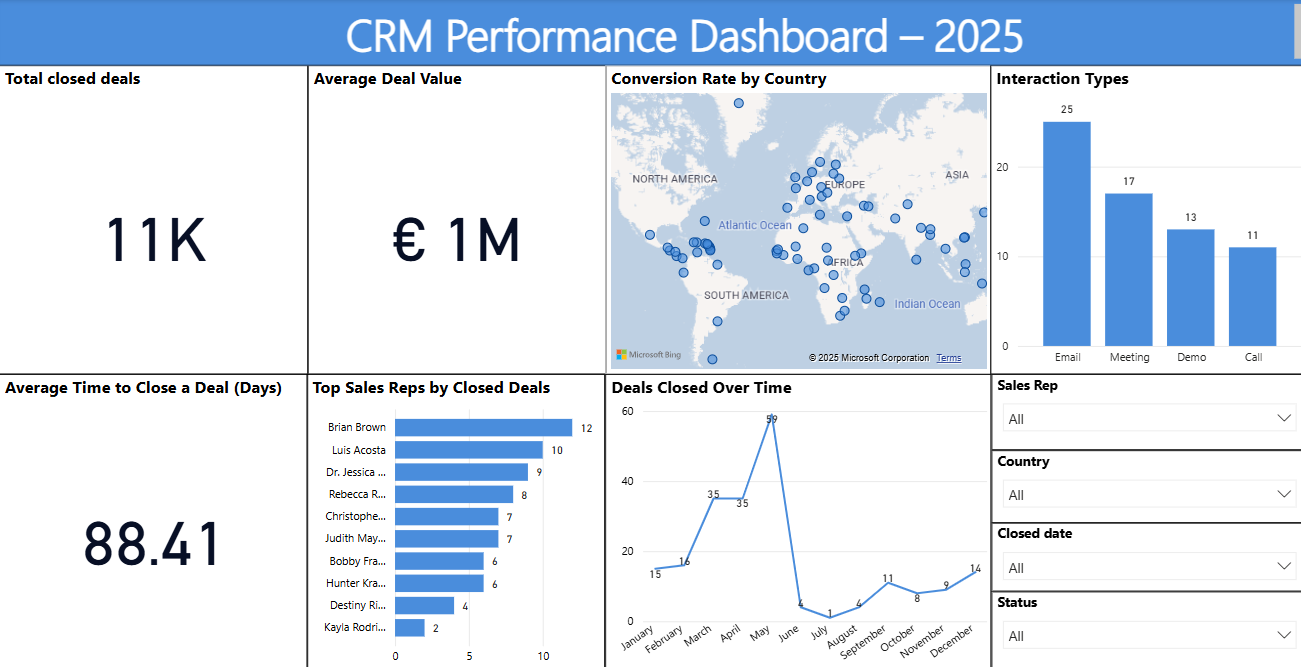 CRM Performance Dashboard – 2025
Total closed deals
11K
Average Deal Value
€ 1M
Conversion Rate by Country
NORTH AMERICA
EUROPE
ASIA
Atlantic Ocean
AFRICA
SOUTH AMERICA
Indian Ocean
Microsoft Bing
© 2025 Microsoft Corporation Terms
Interaction Types
25
20
17
13
11
10
0
Email Meeting Demo Call
Average Time to Close a Deal (Days)
88.41
Top Sales Reps by Closed Deals
Brian Brown 12
Luis Acosta 10
Dr. Jessica ... 9
Rebecca R... 8
Christophe... 7
Judith May... 7
Bobby Fra... 6
Hunter Kra... 6
Destiny Ri... 4
Kayla Rodri... 2
0 5 10
Deals Closed Over Time
60
40
20
0
15 16 35 35 59 4 1 4 11 8 9 14
January February March April May June July August September October November December
Sales Rep
All
Country
All
Closed date
All
Status
All